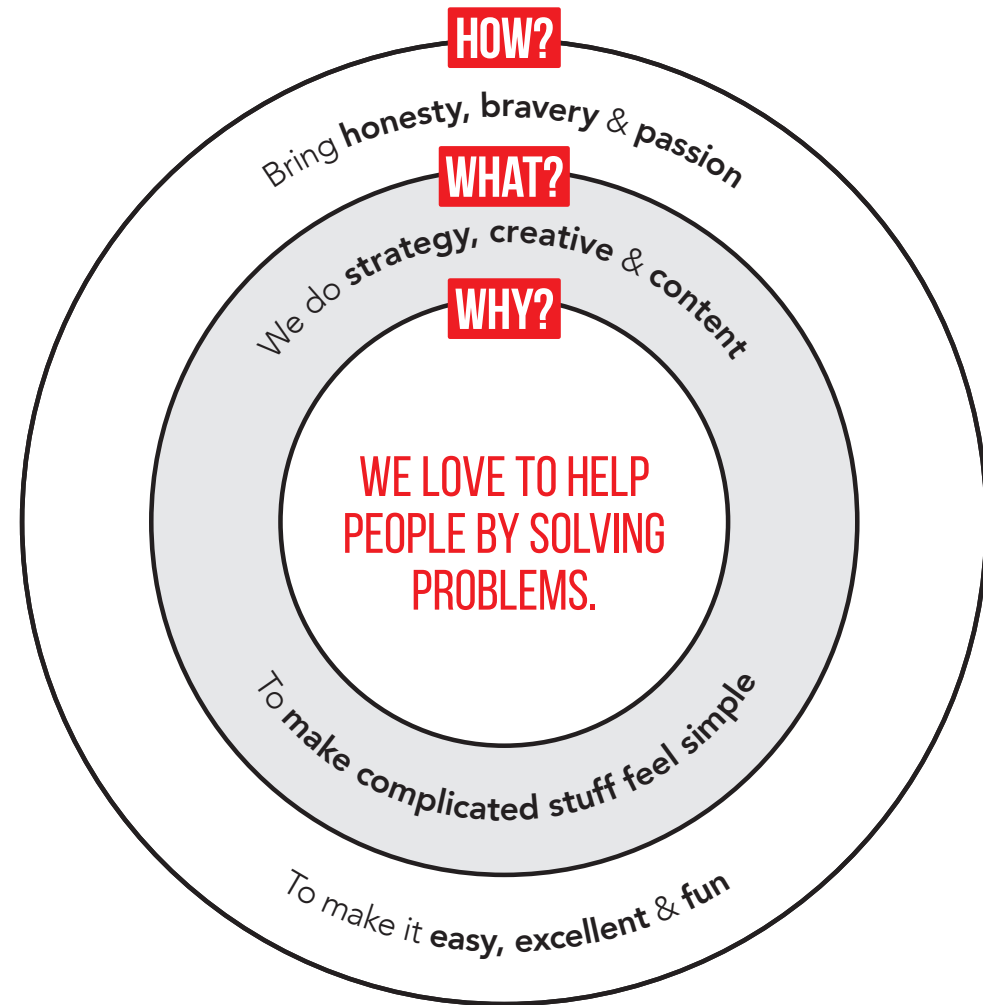 HOW?
Bring honesty, bravery & passion
WHAT?
We do strategy, creative & content
WHY?
WE LOVE TO HELP
PEOPLE BY SOLVING
PROBLEMS.
To make complicated stuff feel simple
To make it easy, excellent & fun